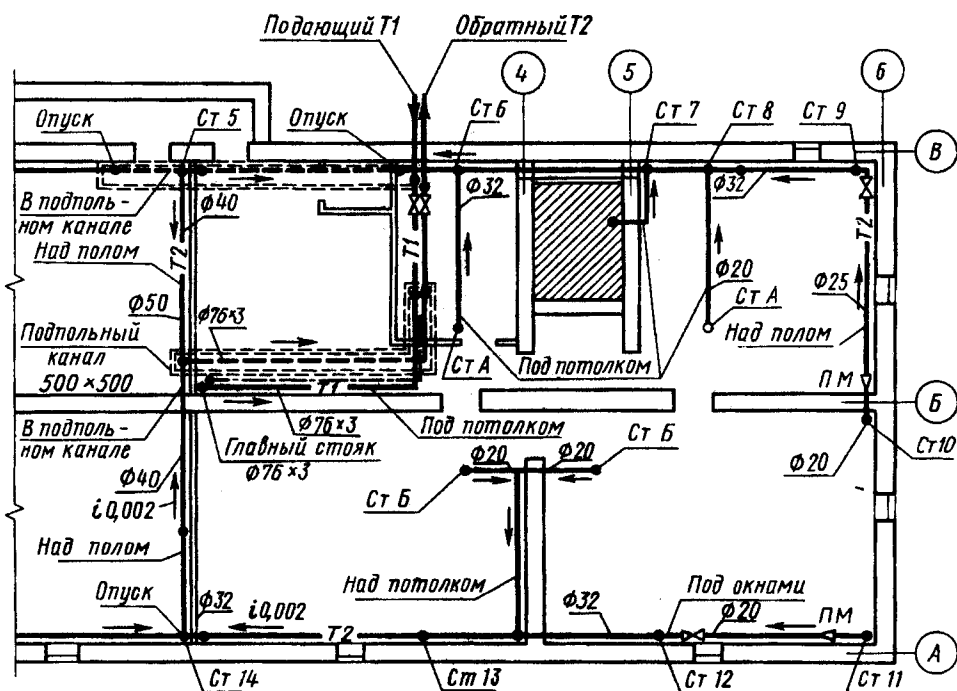 Подающий Т1
Обратный Т2
4
5
6
Опуск
Ст 5
Опуск
Ст 6
Ст 7
Ст 8
Ст 9
В
В подполь-
ном канале
ф40
ф32
ф32
Т2
Т1
Т2
Над полом
ф50
ф20
ф25
Ст А
Над полом
ф76×3
Подпольный
канал
500×500
Ст А
Под потолком
Т1
ПМ
Б
В подполь-
ном канале
ф76×3
Под потолком
Главный стояк
ф76×3
Ст Б
ф20
ф20
Ст Б
ф20
Ст10
ф40
i 0,002
Над полом
Опуск
ф32
i 0,002
Над потолком
Под окнами
ф32
ф20
ПМ
Т2
А
Ст 14
Ст 13
Ст 12
Ст 11